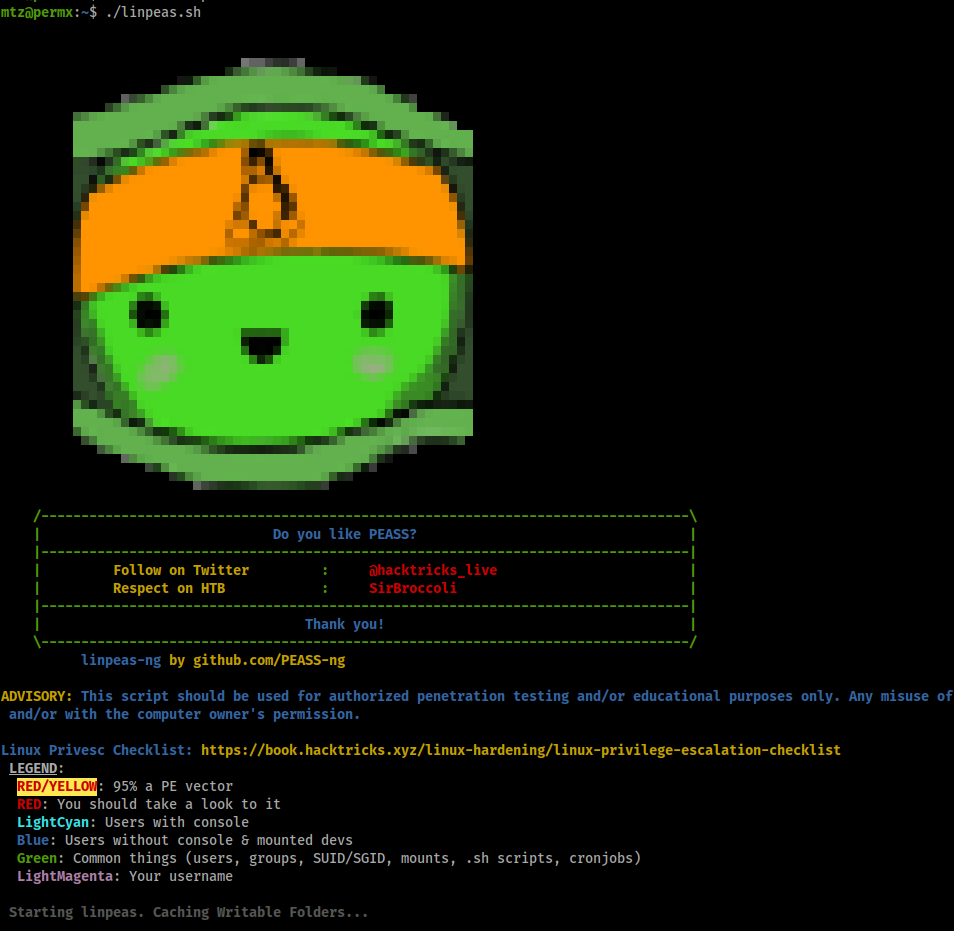 mtz@permx:~$ ./linpeas.sh
/---------------------------------------------------------------------------------\
| Do you like PEASS? |
|---------------------------------------------------------------------------------|
| Follow on Twitter : @hacktricks_live |
| Respect on HTB : SirBroccoli |
|---------------------------------------------------------------------------------|
| Thank you! |
\---------------------------------------------------------------------------------/
linpeas-ng by github.com/PEASS-ng
ADVISORY: This script should be used for authorized penetration testing and/or educational purposes only. Any misuse of
and/or with the computer owner's permission.
Linux Privesc Checklist: https://book.hacktricks.xyz/linux-hardening/linux-privilege-escalation-checklist
LEGEND:
RED/YELLOW: 95% a PE vector
RED: You should take a look to it
LightCyan: Users with console
Blue: Users without console & mounted devs
Green: Common things (users, groups, SUID/SGID, mounts, .sh scripts, cronjobs)
LightMagenta: Your username
Starting linpeas. Caching Writable Folders...